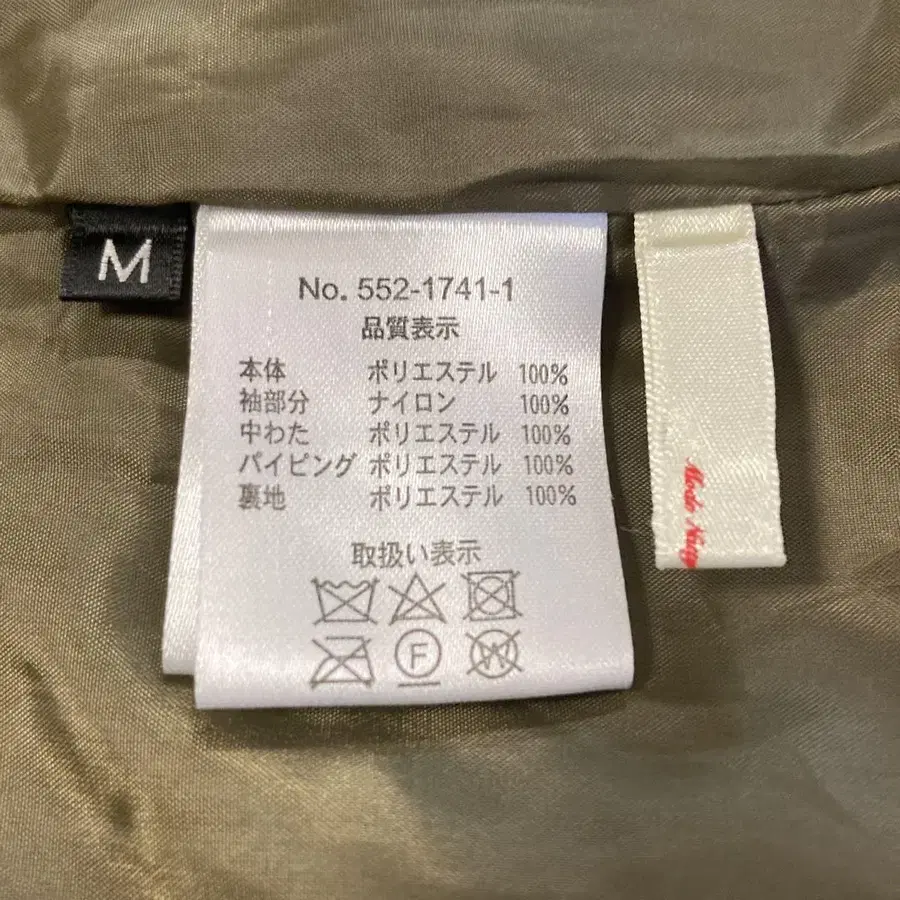 M
No. 552-1741-1
品質表示
本体 ポリエステル 100%
袖部分 ナイロン 100%
中わた ポリエステル 100%
パイピング ポリエステル 100%
裏地 ポリエステル 100%
取扱い表示
F
W
Mode